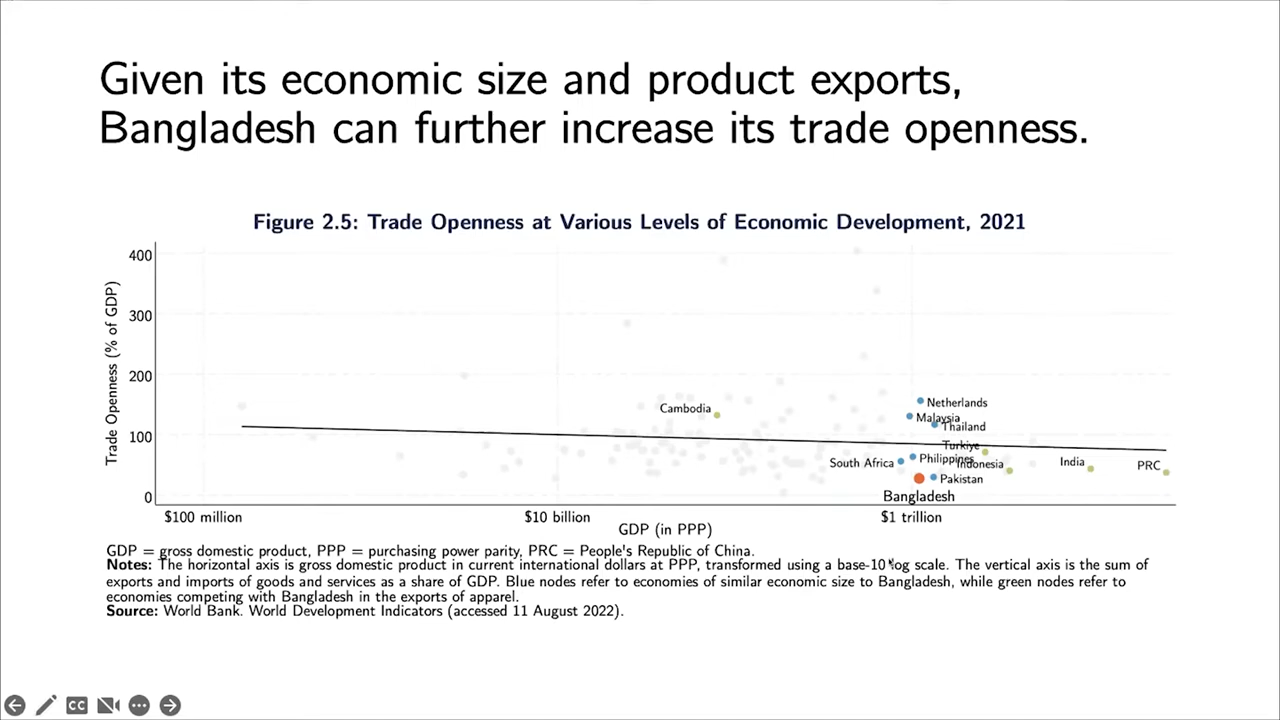 Given its economic size and product exports,
Bangladesh can further increase its trade openness.
Figure 2.5: Trade Openness at Various Levels of Economic Development, 2021
Trade Openness (% of GDP)
400
300
200
100
0
Cambodia
Netherlands
Malaysia
Thailand
Turkiye
South Africa
Philippines
Indonesia
India
PRC
Pakistan
Bangladesh
$100 million
$10 billion
$1 trillion
GDP (in PPP)
GDP = gross domestic product, PPP = purchasing power parity, PRC = People's Republic of China.
Notes: The horizontal axis is gross domestic product in current international dollars at PPP, transformed using a base-10 log scale. The vertical axis is the sum of
exports and imports of goods and services as a share of GDP. Blue nodes refer to economies of similar economic size to Bangladesh, while green nodes refer to
economies competing with Bangladesh in the exports of apparel.
Source: World Bank. World Development Indicators (accessed 11 August 2022).
CC